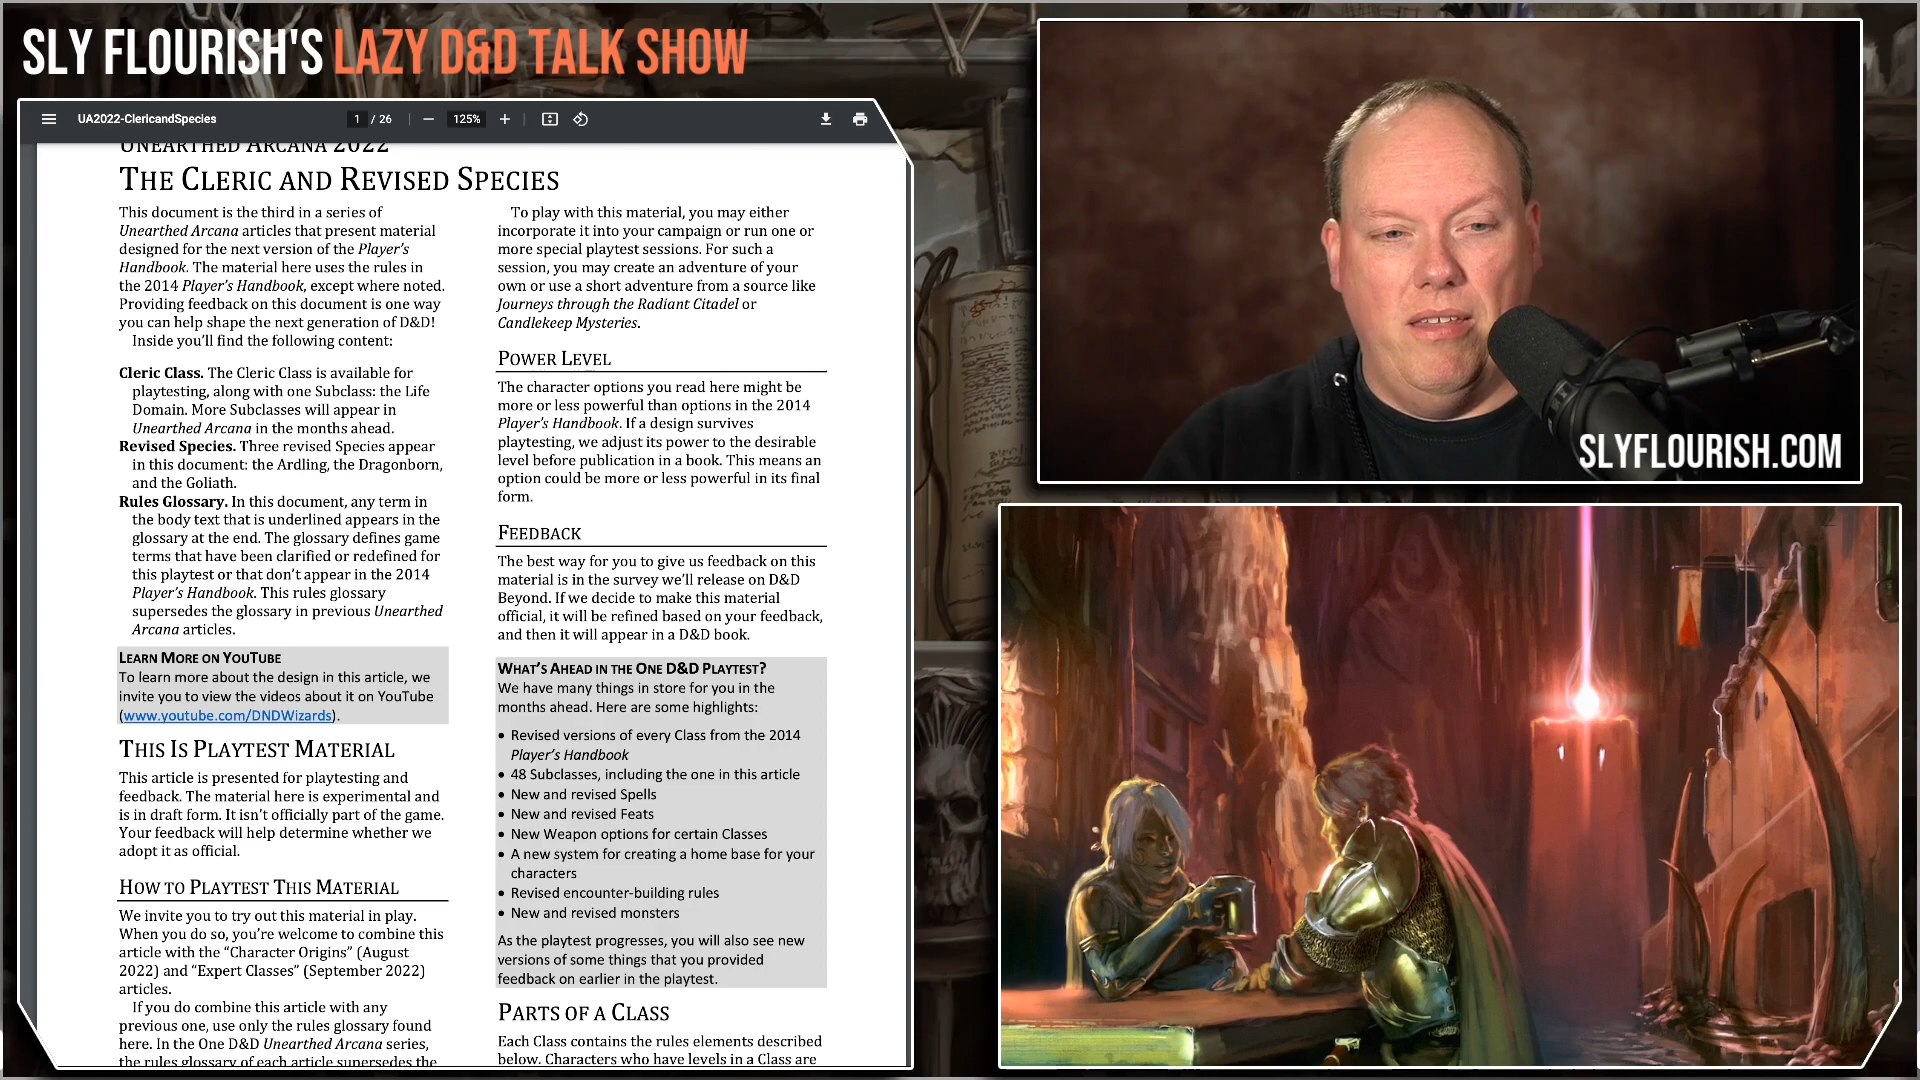 SLY FLOURISH'S LAZY D&D TALK SHOW
UA2022-ClericandSpecies
1 / 26
125%
UNEARTHED ARCANA 2022
THE CLERIC AND REVISED SPECIES
This document is the third in a series of
Unearthed Arcana articles that present material
designed for the next version of the Player's
Handbook. The material here uses the rules in
the 2014 Player's Handbook, except where noted.
Providing feedback on this document is one way
you can help shape the next generation of D&D!
Inside you'll find the following content:
Cleric Class. The Cleric Class is available for
playtesting, along with one Subclass: the Life
Domain. More Subclasses will appear in
Unearthed Arcana in the months ahead.
Revised Species. Three revised Species appear
in this document: the Ardling, the Dragonborn,
and the Goliath.
Rules Glossary. In this document, any term in
the body text that is underlined appears in the
glossary at the end. The glossary defines game
terms that have been clarified or redefined for
this playtest or that don't appear in the 2014
Player's Handbook. This rules glossary
supersedes the glossary in previous Unearthed
Arcana articles.
LEARN MORE ON YOUTUBE
To learn more about the design in this article, we
invite you to view the videos about it on YouTube
(www.youtube.com/DNDWizards).
THIS IS PLAYTEST MATERIAL
This article is presented for playtesting and
feedback. The material here is experimental and
is in draft form. It isn't officially part of the game.
Your feedback will help determine whether we
adopt it as official.
HOW TO PLAYTEST THIS MATERIAL
We invite you to try out this material in play.
When you do so, you're welcome to combine this
article with the “Character Origins” (August
2022) and “Expert Classes” (September 2022)
articles.
If you do combine this article with any
previous one, use only the rules glossary found
here. In the One D&D Unearthed Arcana series,
the rules glossary of each article supersedes the
To play with this material, you may either
incorporate it into your campaign or run one or
more special playtest sessions. For such a
session, you may create an adventure of your
own or use a short adventure from a source like
Journeys through the Radiant Citadel or
Candlekeep Mysteries.
POWER LEVEL
The character options you read here might be
more or less powerful than options in the 2014
Player's Handbook. If a design survives
playtesting, we adjust its power to the desirable
level before publication in a book. This means an
option could be more or less powerful in its final
form.
FEEDBACK
The best way for you to give us feedback on this
material is in the survey we'll release on D&D
Beyond. If we decide to make this material
official, it will be refined based on your feedback,
and then it will appear in a D&D book.
WHAT'S AHEAD IN THE ONE D&D PLAYTEST?
We have many things in store for you in the
months ahead. Here are some highlights:
• Revised versions of every Class from the 2014
Player's Handbook
• 48 Subclasses, including the one in this article
• New and revised Spells
• New and revised Feats
• New Weapon options for certain Classes
• A new system for creating a home base for your
characters
• Revised encounter-building rules
• New and revised monsters
As the playtest progresses, you will also see new
versions of some things that you provided
feedback on earlier in the playtest.
PARTS OF A CLASS
Each Class contains the rules elements described
below. Characters who have levels in a Class are
SLYFLOURISH.COM